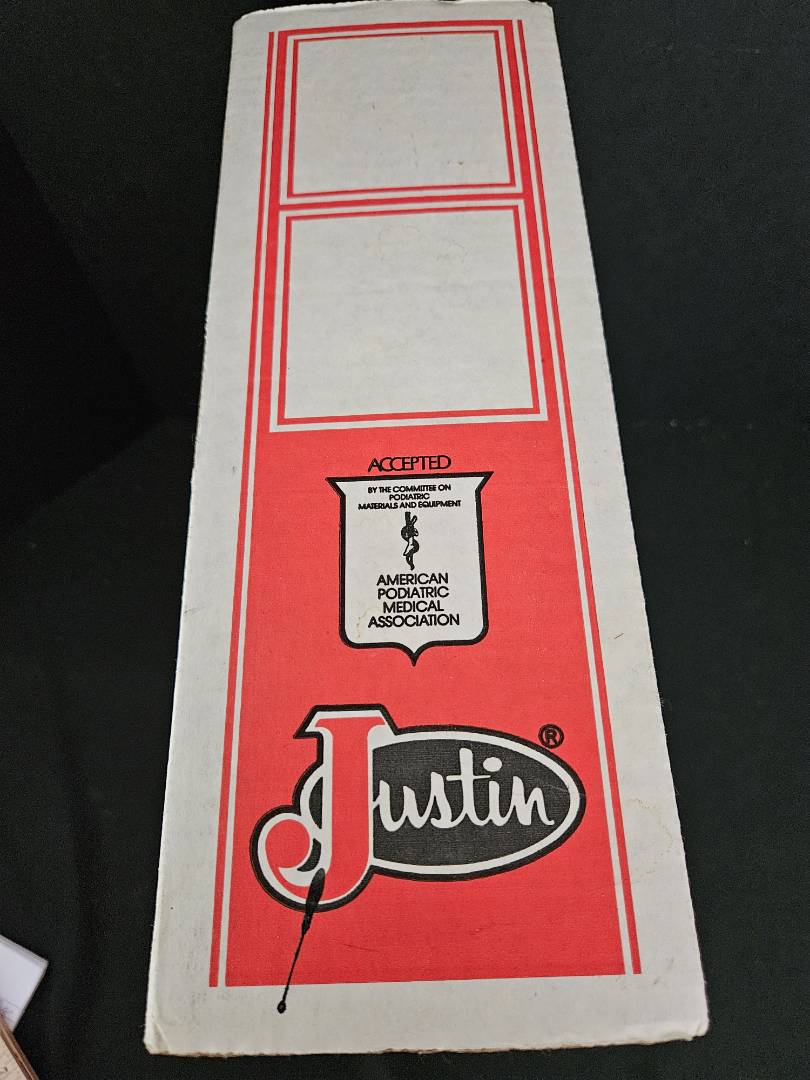 ACCEPTED
BY THE COMMITTEE ON
PODIATRIC
MATERIALS AND EQUIPMENT
AMERICAN
PODIATRIC
MEDICAL
ASSOCIATION
Justin®